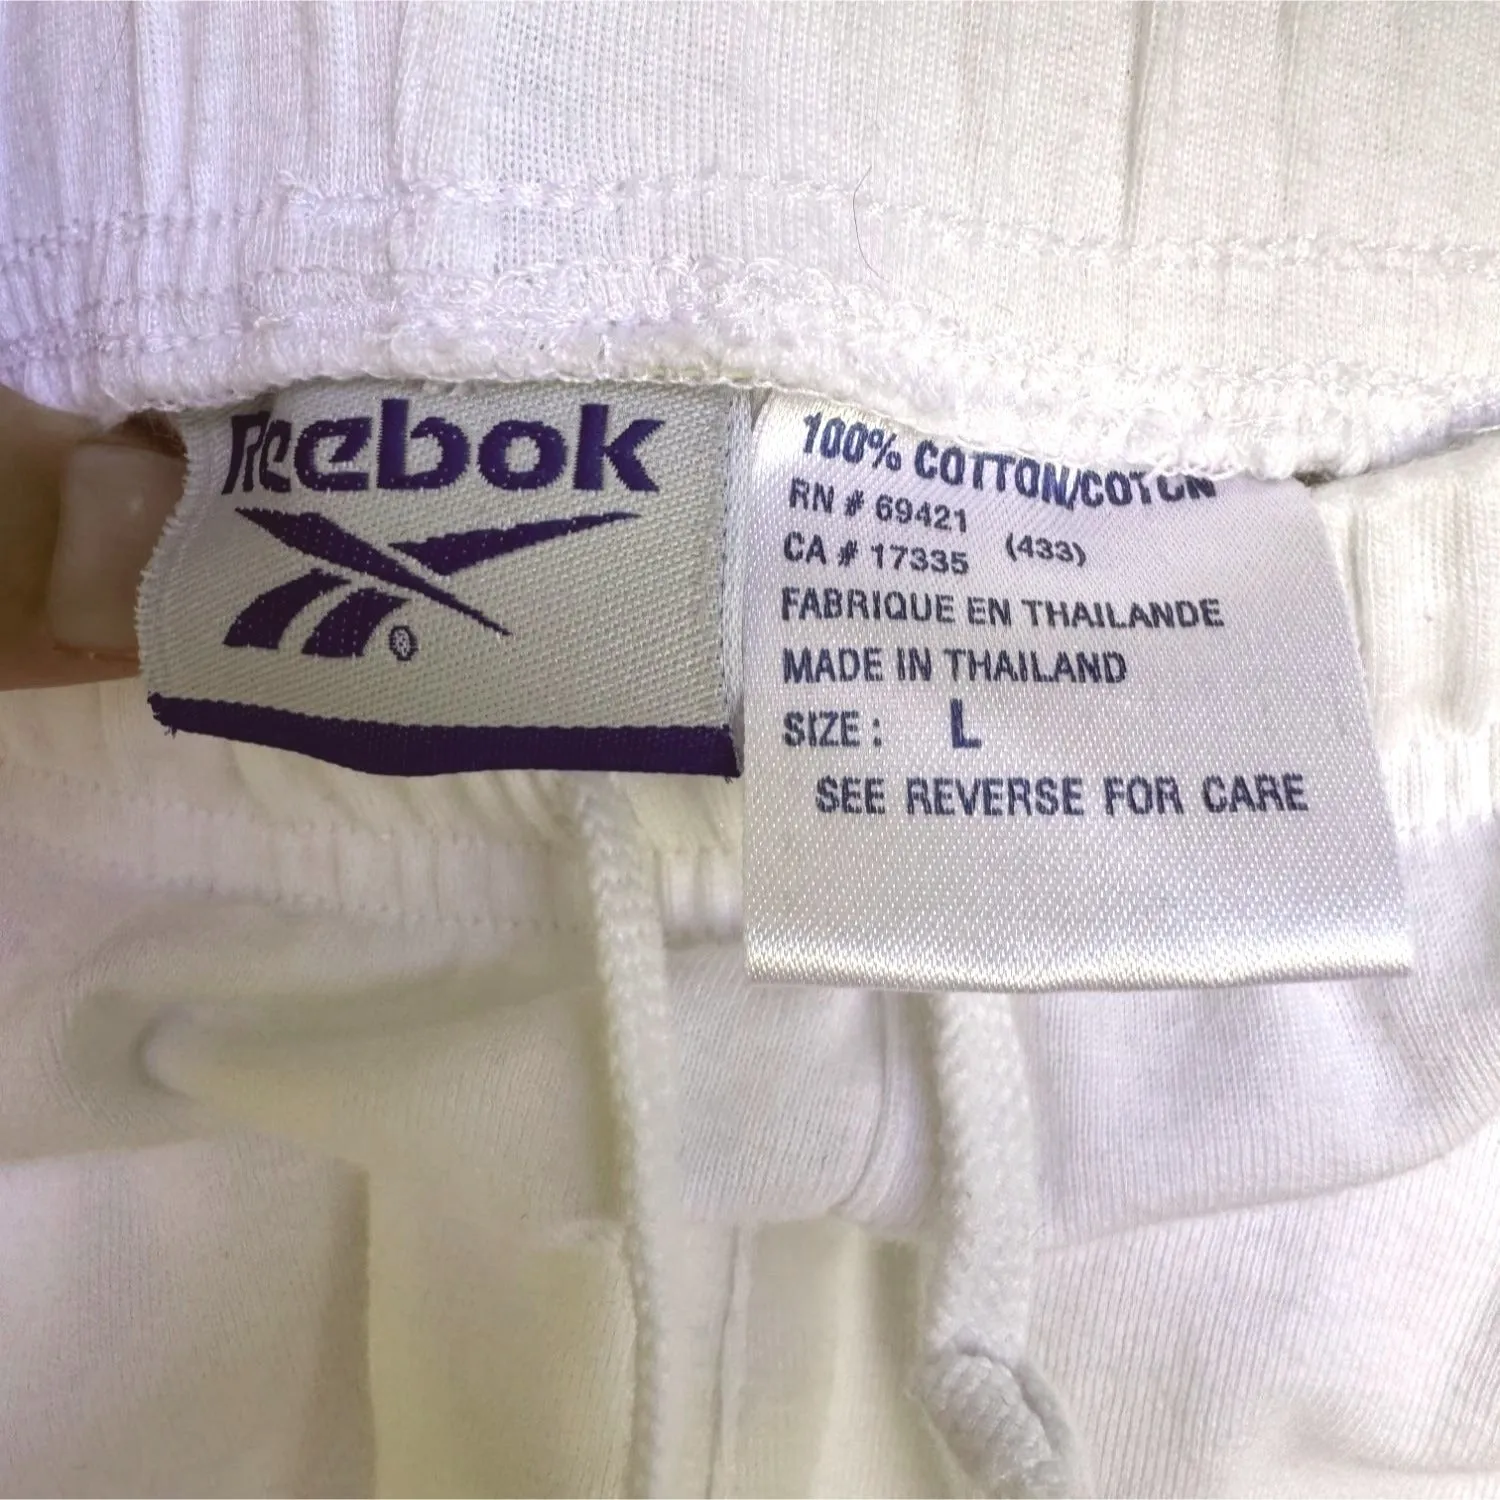 Reebok
®
100% COTTON/COTON
RN # 69421
CA # 17335 (433)
FABRIQUE EN THAILANDE
MADE IN THAILAND
SIZE : L
SEE REVERSE FOR CARE